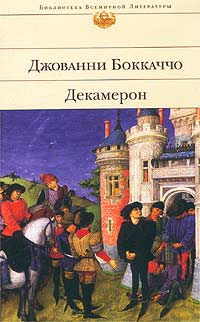 Библиотека Всемирной Литературы
Джованни Боккаччо
Декамерон